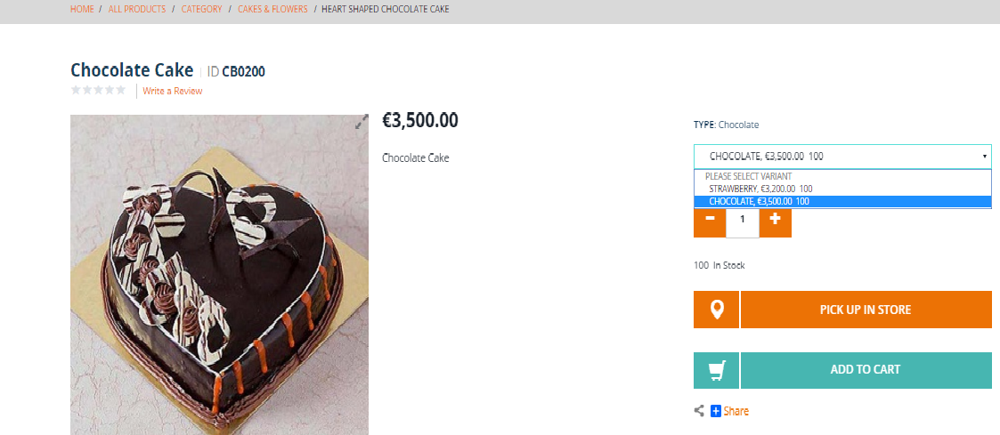 HOME / ALL PRODUCTS / CATEGORY / CAKES & FLOWERS / HEART SHAPED CHOCOLATE CAKE
Chocolate Cake | ID CB0200
Write a Review
€3,500.00
Chocolate Cake
TYPE: Chocolate
CHOCOLATE, €3,500.00 100
PLEASE SELECT VARIANT
STRAWBERRY, €3,200.00 100
CHOCOLATE, €3,500.00 100
- 1 +
100 In Stock
PICK UP IN STORE
ADD TO CART
Share